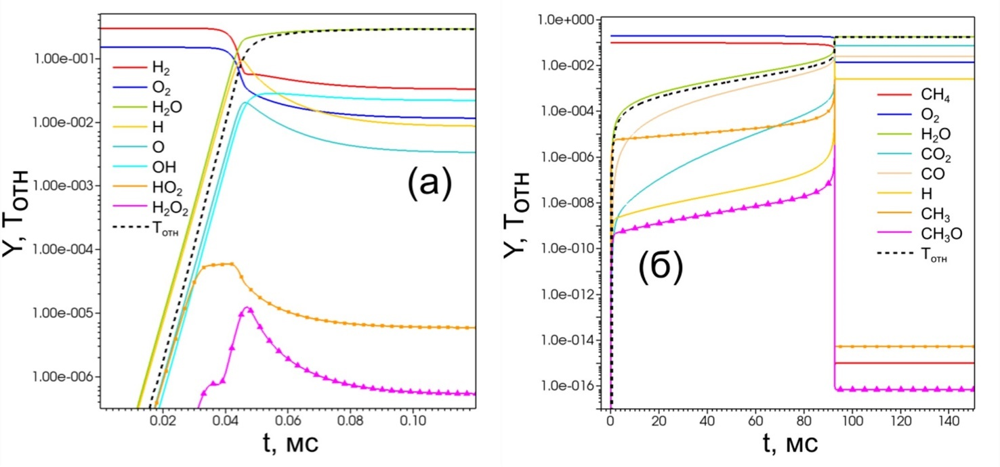 Y, Tотн
1.00e-001
1.00e-002
1.00e-003
1.00e-004
1.00e-005
1.00e-006
H₂
O₂
H₂O
H
O
OH
HO₂
H₂O₂
Tотн
(а)
0.02 0.04 0.06 0.08 0.10
t, мс
Y, Tотн
1.0e+000
1.0e-002
1.0e-004
1.0e-006
1.0e-008
1.0e-010
1.0e-012
1.0e-014
1.0e-016
CH₄
O₂
H₂O
CO₂
CO
H
CH₃
CH₃O
Tотн
(б)
0 20 40 60 80 100 120 140
t, мс